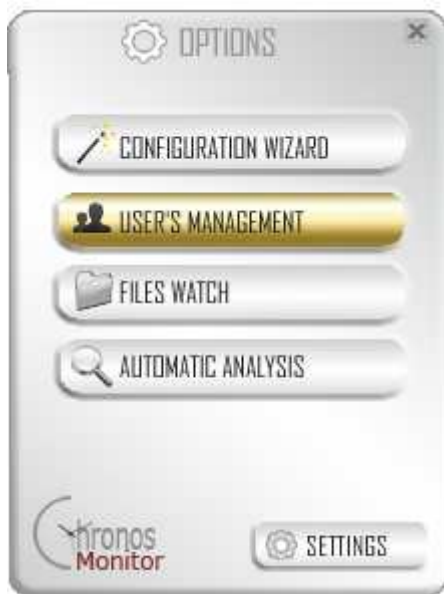 OPTIONS
CONFIGURATION WIZARD
USER'S MANAGEMENT
FILES WATCH
AUTOMATIC ANALYSIS
Chronos
Monitor
SETTINGS